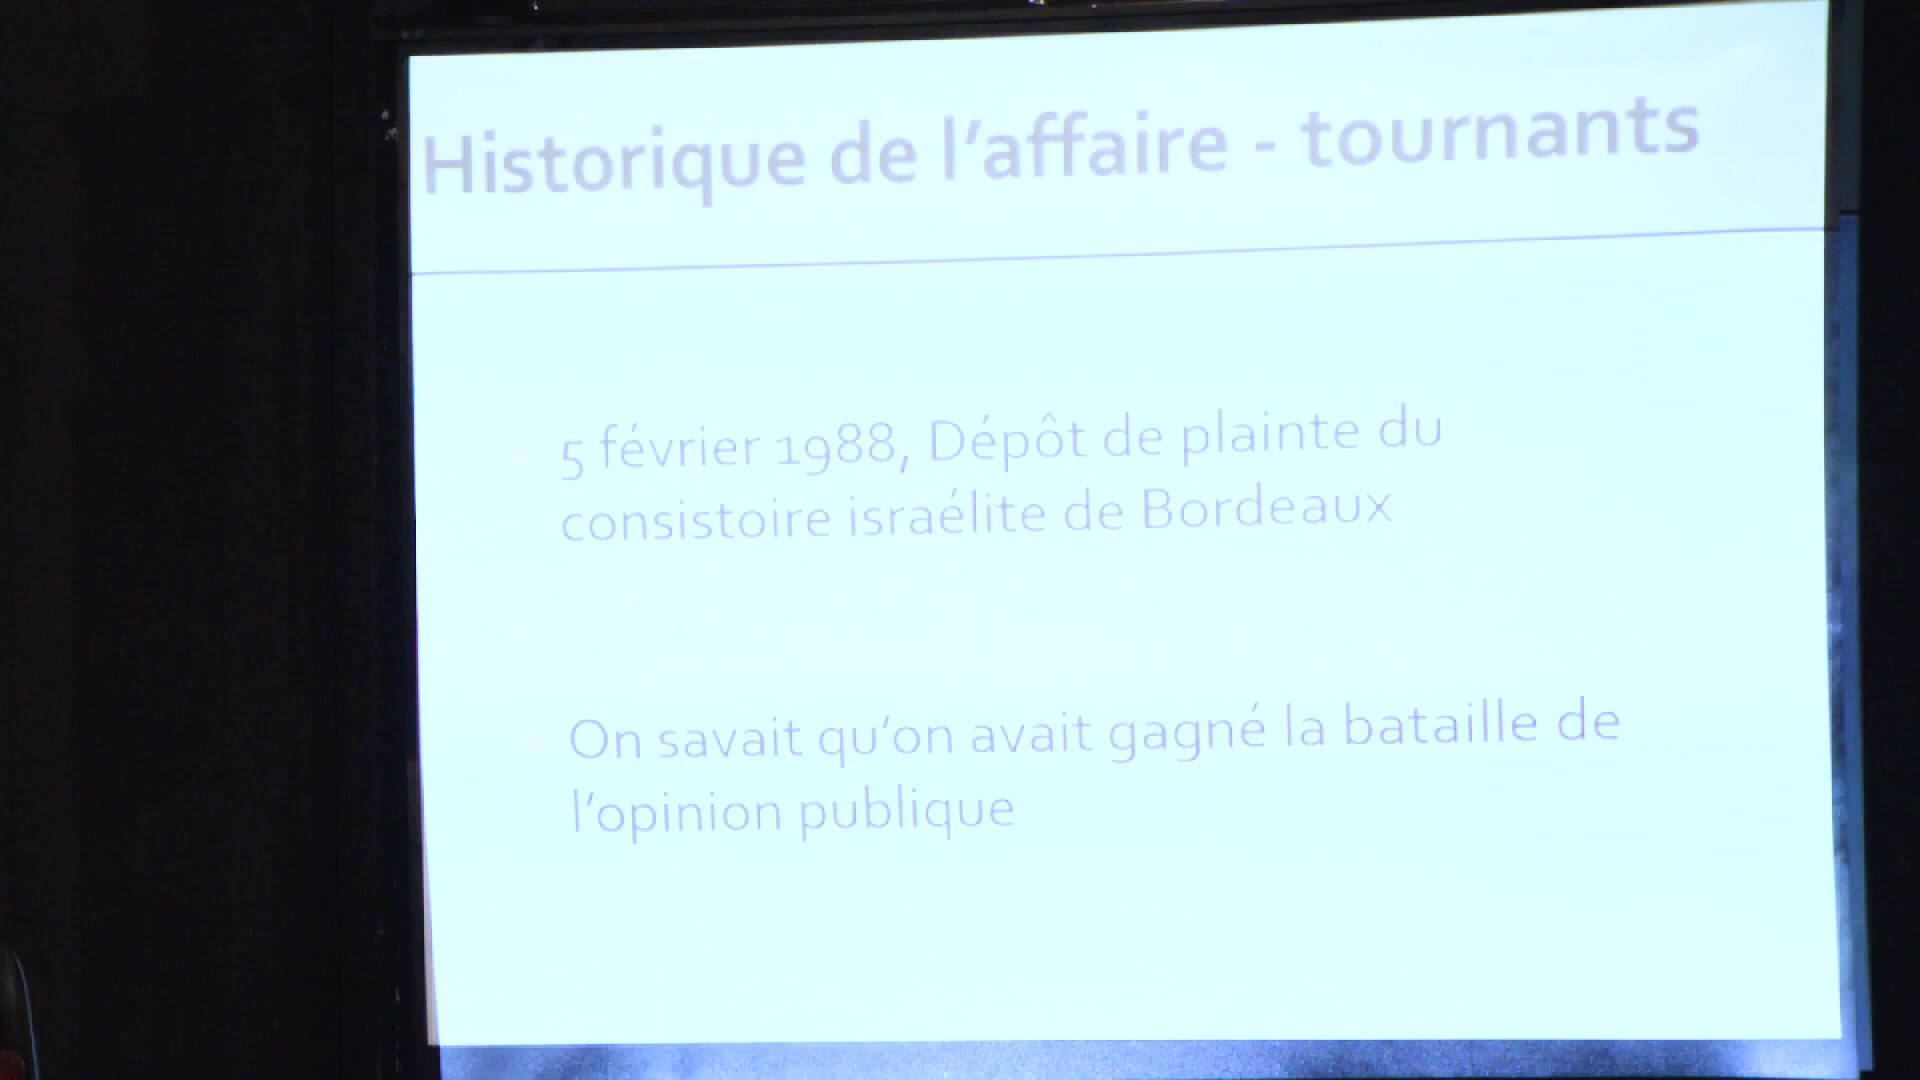 Historique de l'affaire - tournants
5 février 1988, Dépôt de plainte du
consistoire israélite de Bordeaux
On savait qu'on avait gagné la bataille de
l'opinion publique